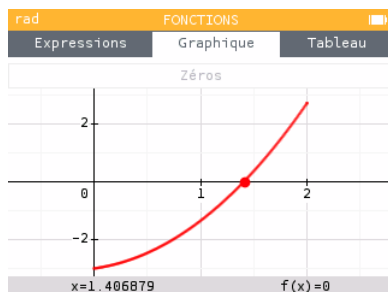 rad FONCTIONS
Expressions Graphique Tableau
Zéros
2
0 1 2
-2
x=1.406879 f(x)=0